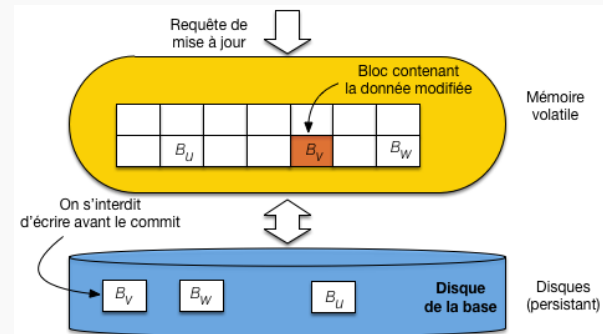 Requête de
mise à jour
Bloc contenant
la donnée modifiée
Mémoire
volatile
BU
BV
BW
On s'interdit
d'écrire avant le commit
BV
BW
BU
Disque
de la base
Disques
(persistant)